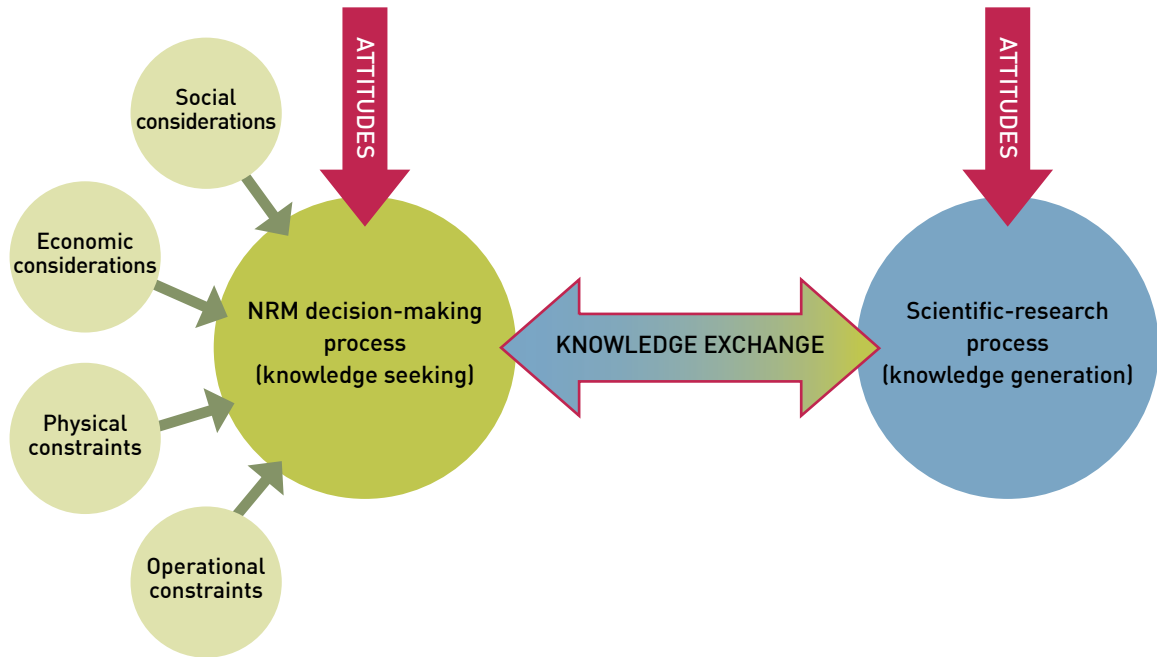 ATTITUDES
ATTITUDES
Social
considerations
Economic
considerations
NRM decision-making
process
(knowledge seeking)
KNOWLEDGE EXCHANGE
Scientific-research
process
(knowledge generation)
Physical
constraints
Operational
constraints